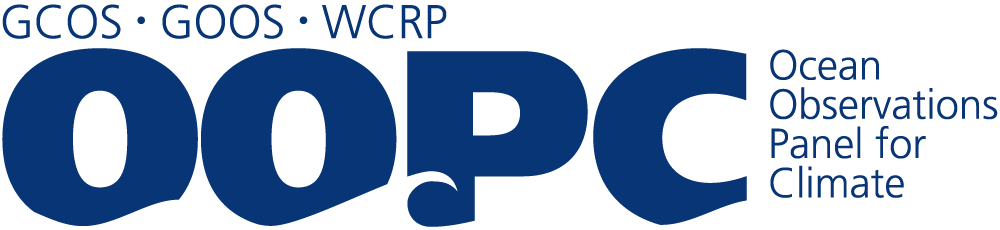 GCOS · GOOS · WCRP
OOPC
Ocean
Observations
Panel for
Climate